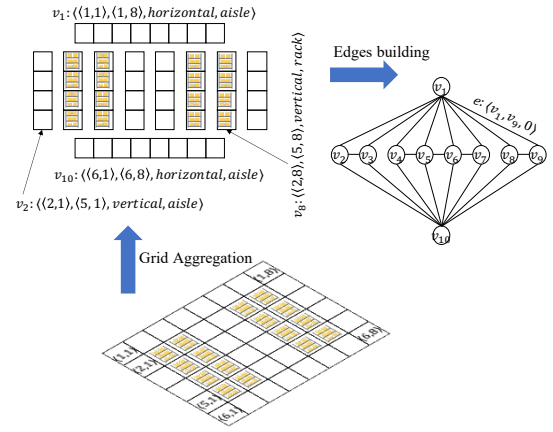 v₁: ⟨⟨1,1⟩,⟨1,8⟩, horizontal, aisle⟩
Edges building
v₁
e: ⟨v₁, v₉, 0⟩
v₂ v₃ v₄ v₅ v₆ v₇ v₈ v₉
v₁₀
v₈: ⟨⟨2,8⟩,⟨5,8⟩, vertical, rack⟩
v₁₀: ⟨⟨6,1⟩,⟨6,8⟩, horizontal, aisle⟩
v₂: ⟨⟨2,1⟩,⟨5,1⟩, vertical, aisle⟩
Grid Aggregation
⟨1,8⟩
⟨1,1⟩
⟨6,8⟩
⟨2,1⟩
⟨5,1⟩
⟨6,1⟩